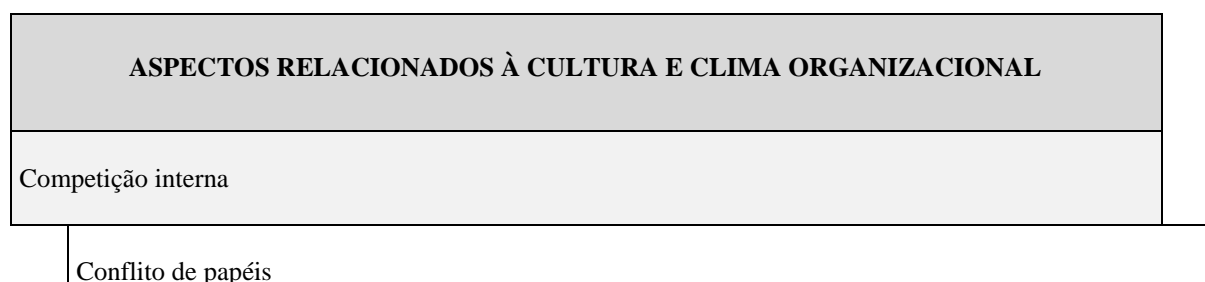 ASPECTOS RELACIONADOS À CULTURA E CLIMA ORGANIZACIONAL
Competição interna
Conflito de papéis